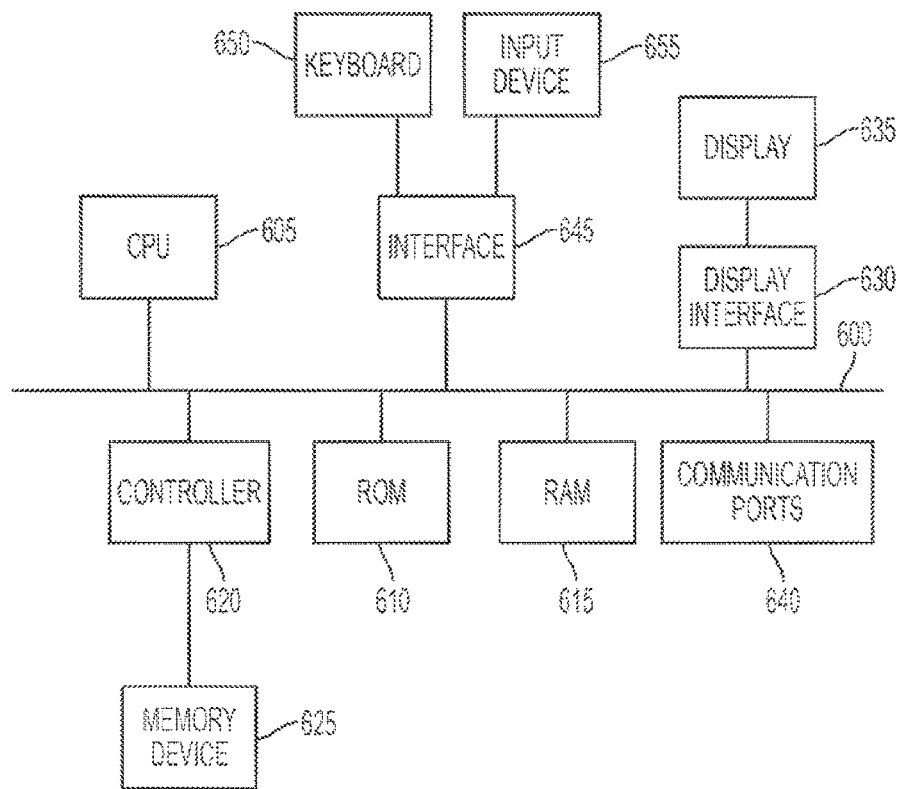 650
KEYBOARD
INPUT
DEVICE
655
DISPLAY
635
CPU
605
INTERFACE
645
DISPLAY
INTERFACE
630
600
CONTROLLER
620
ROM
610
RAM
615
COMMUNICATION
PORTS
640
MEMORY
DEVICE
625